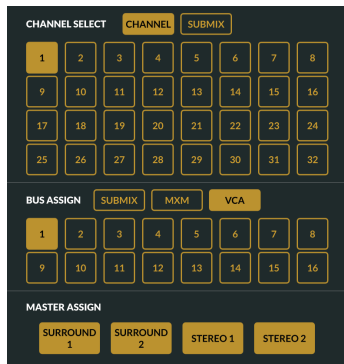 CHANNEL SELECT CHANNEL SUBMIX
1 2 3 4 5 6 7 8
9 10 11 12 13 14 15 16
17 18 19 20 21 22 23 24
25 26 27 28 29 30 31 32
BUS ASSIGN SUBMIX MXM VCA
1 2 3 4 5 6 7 8
9 10 11 12 13 14 15 16
MASTER ASSIGN
SURROUND 1 SURROUND 2 STEREO 1 STEREO 2